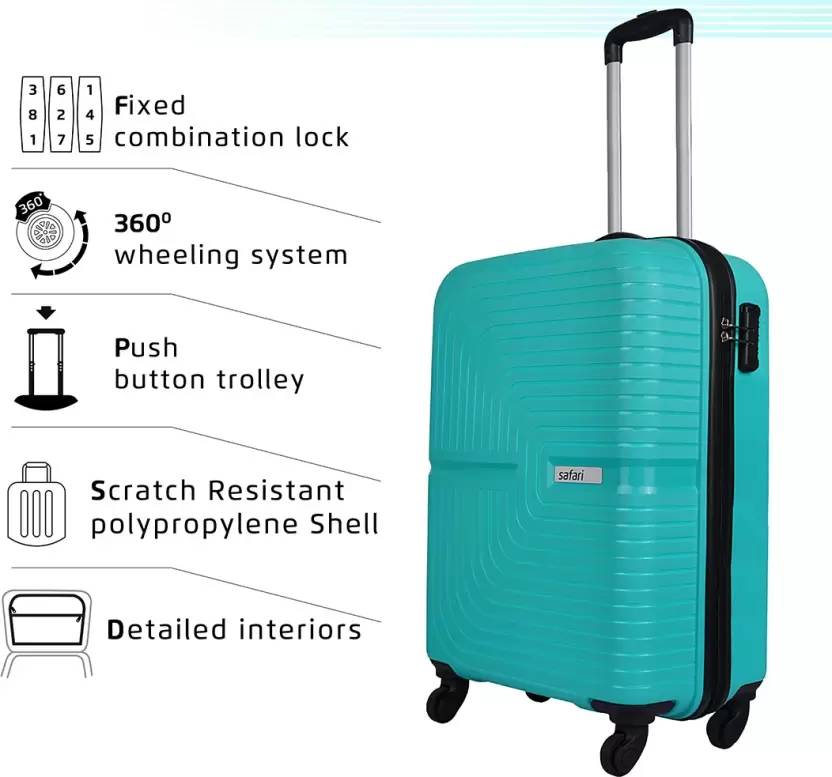 3 6 1
8 2 4
1 7 5
Fixed
combination lock
360°
360⁰
wheeling system
Push
button trolley
Scratch Resistant
polypropylene Shell
Detailed interiors
safari